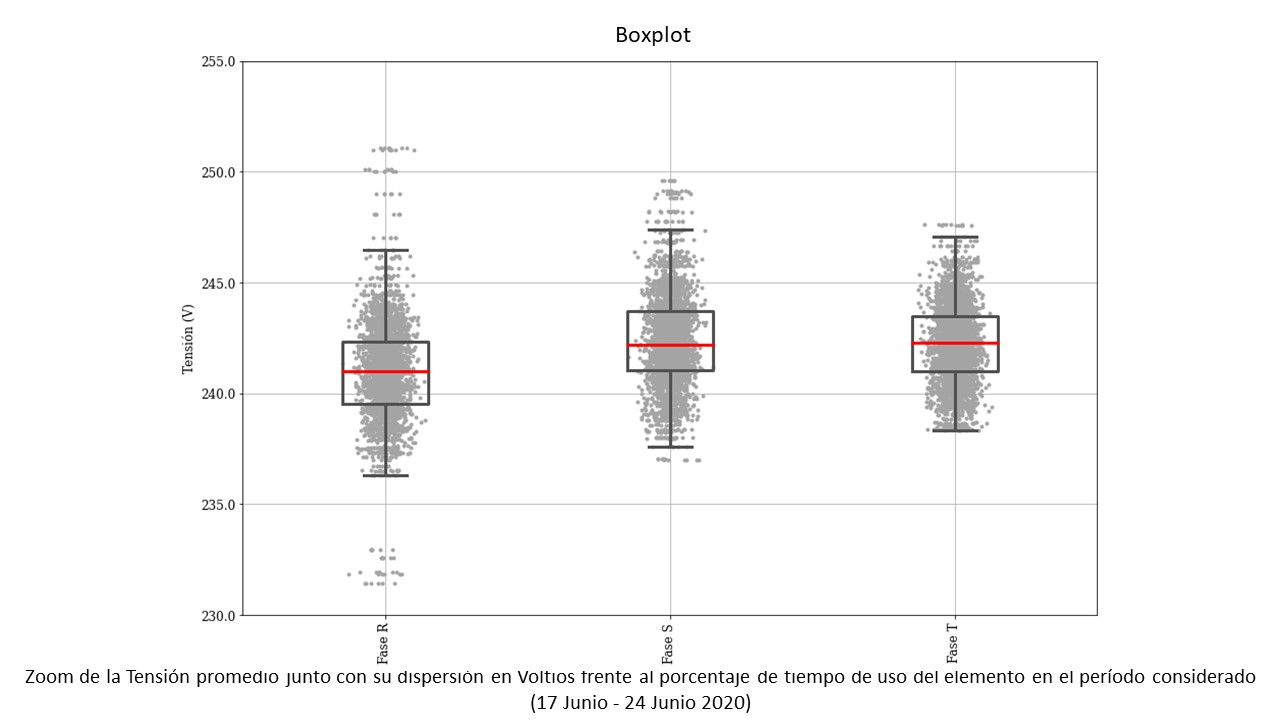 Boxplot
255.0
250.0
245.0
240.0
235.0
230.0
Tensión (V)
Fase R
Fase S
Fase T
Zoom de la Tensión promedio junto con su dispersión en Voltios frente al porcentaje de tiempo de uso del elemento en el período considerado
(17 Junio - 24 Junio 2020)